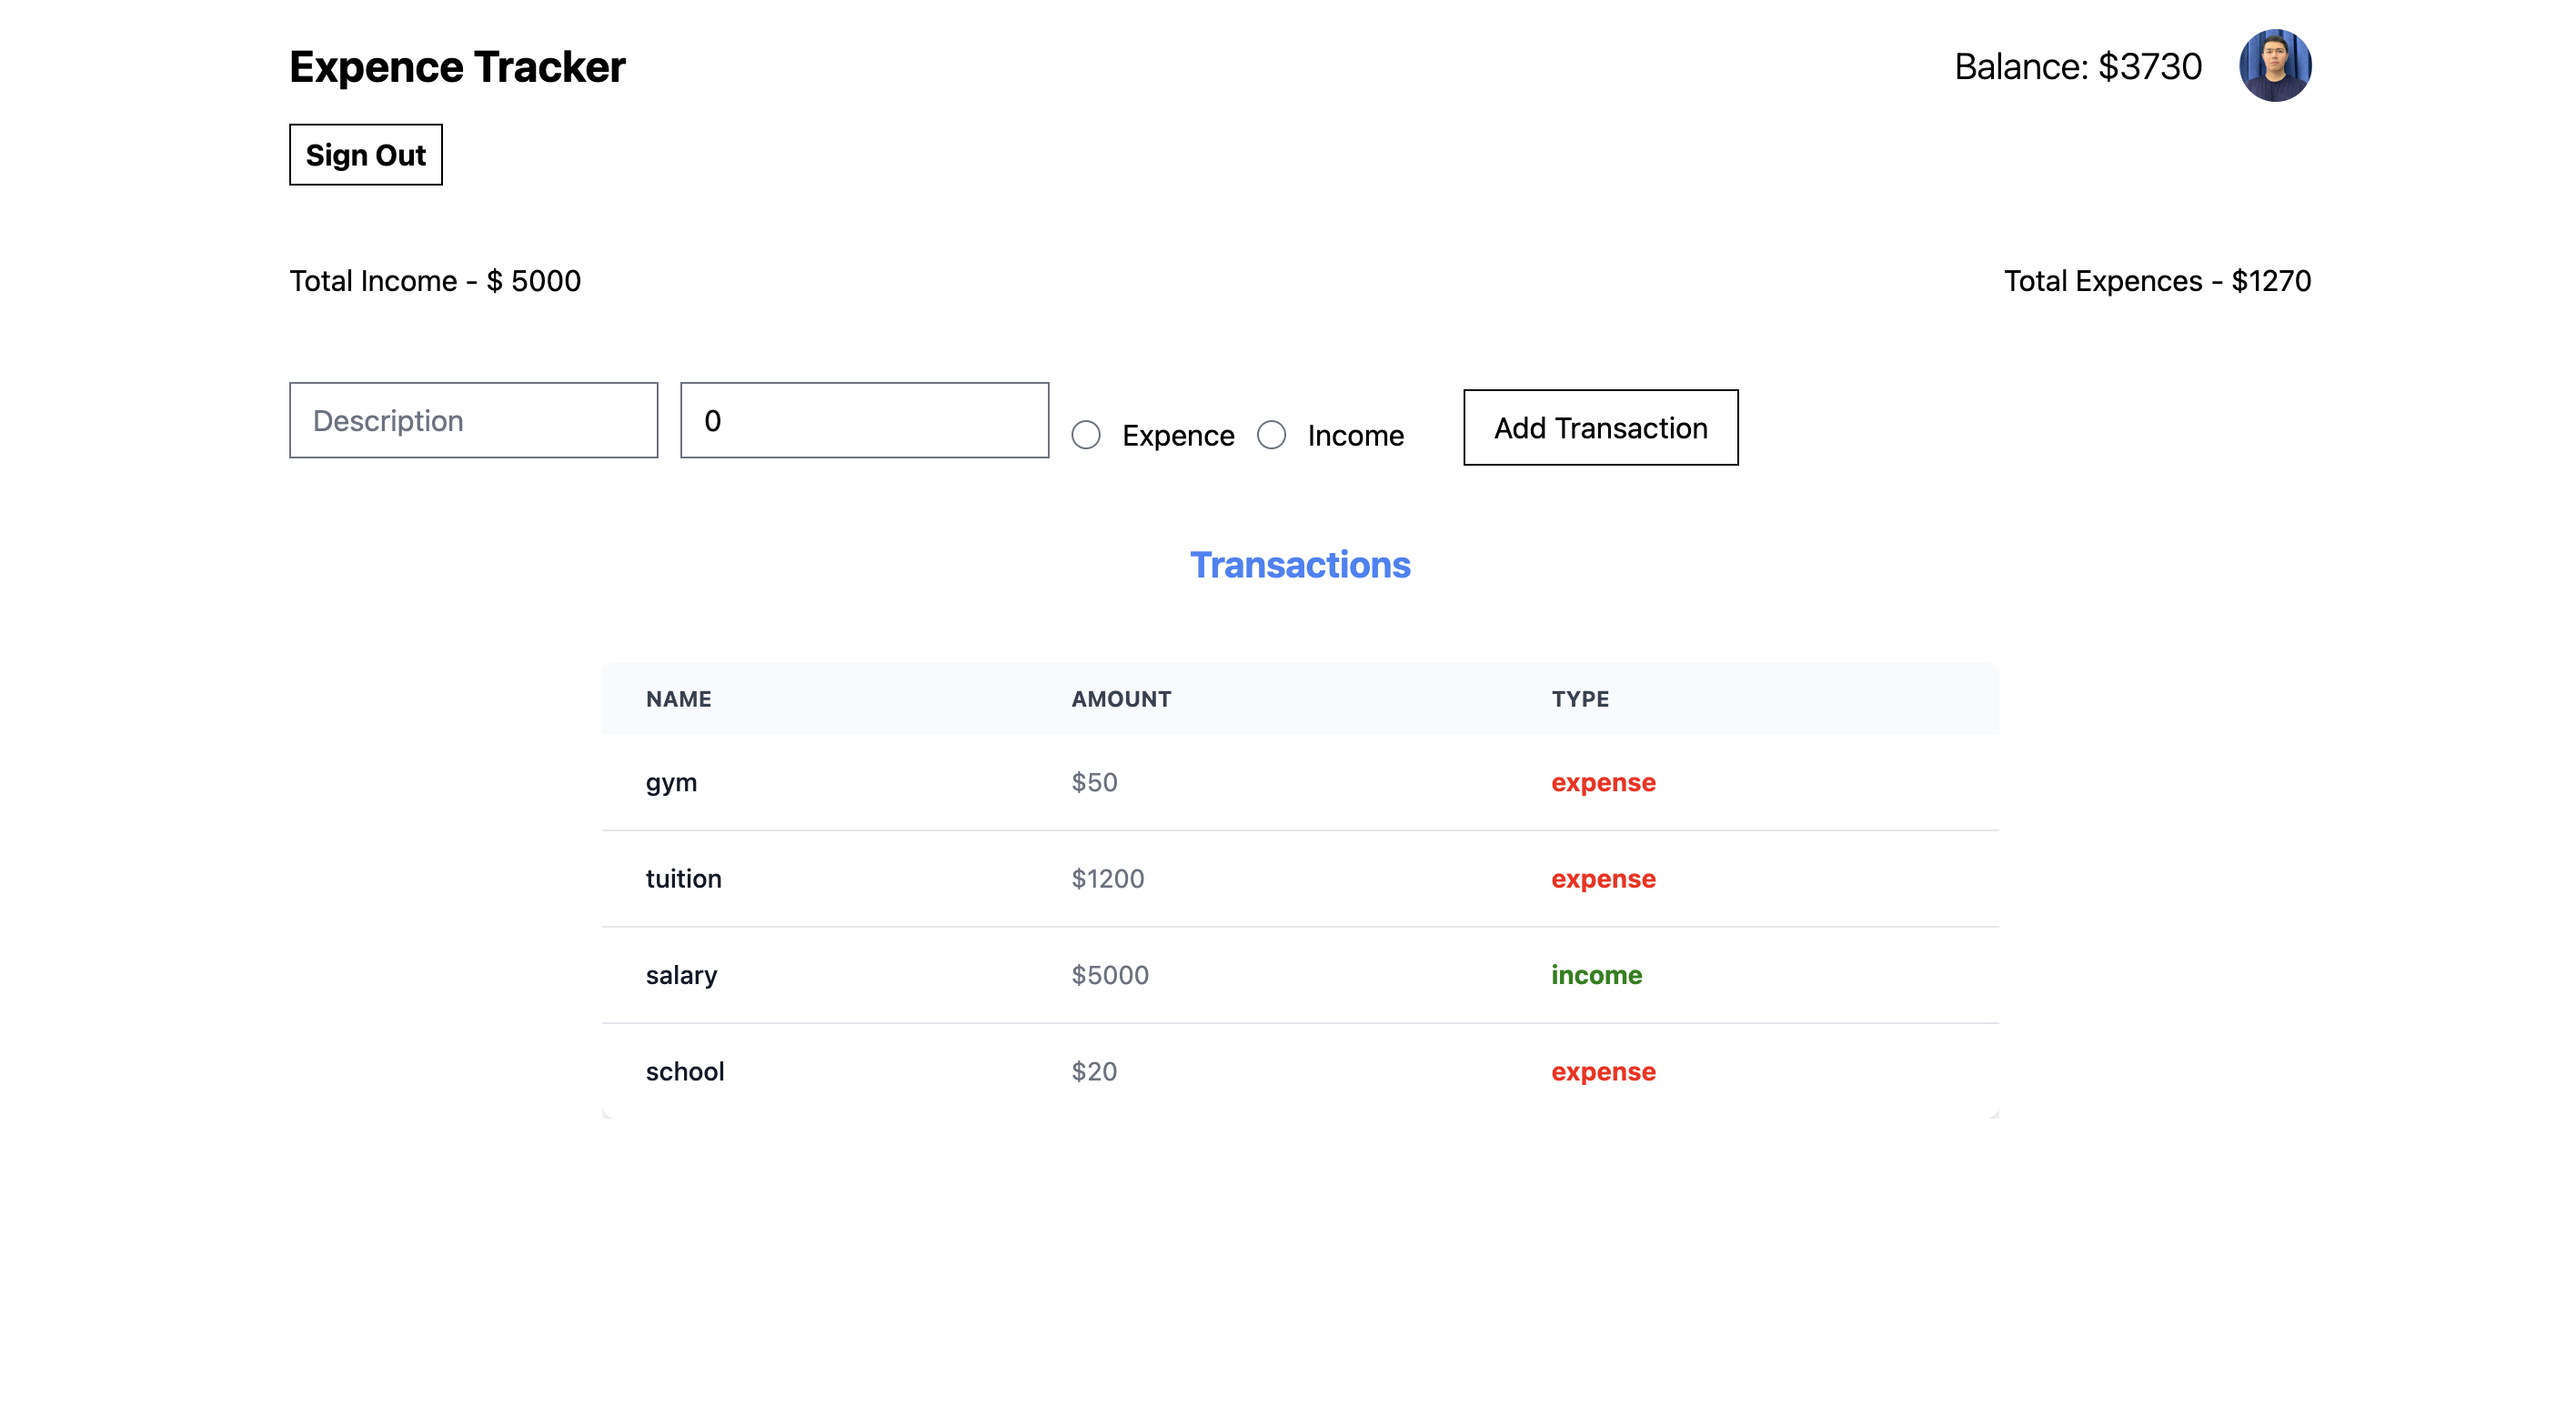 Expence Tracker
Balance: $3730
Sign Out
Total Income - $ 5000
Total Expences - $1270
Description
0
Expence
Income
Add Transaction
Transactions
NAME AMOUNT TYPE
gym $50 expense
tuition $1200 expense
salary $5000 income
school $20 expense